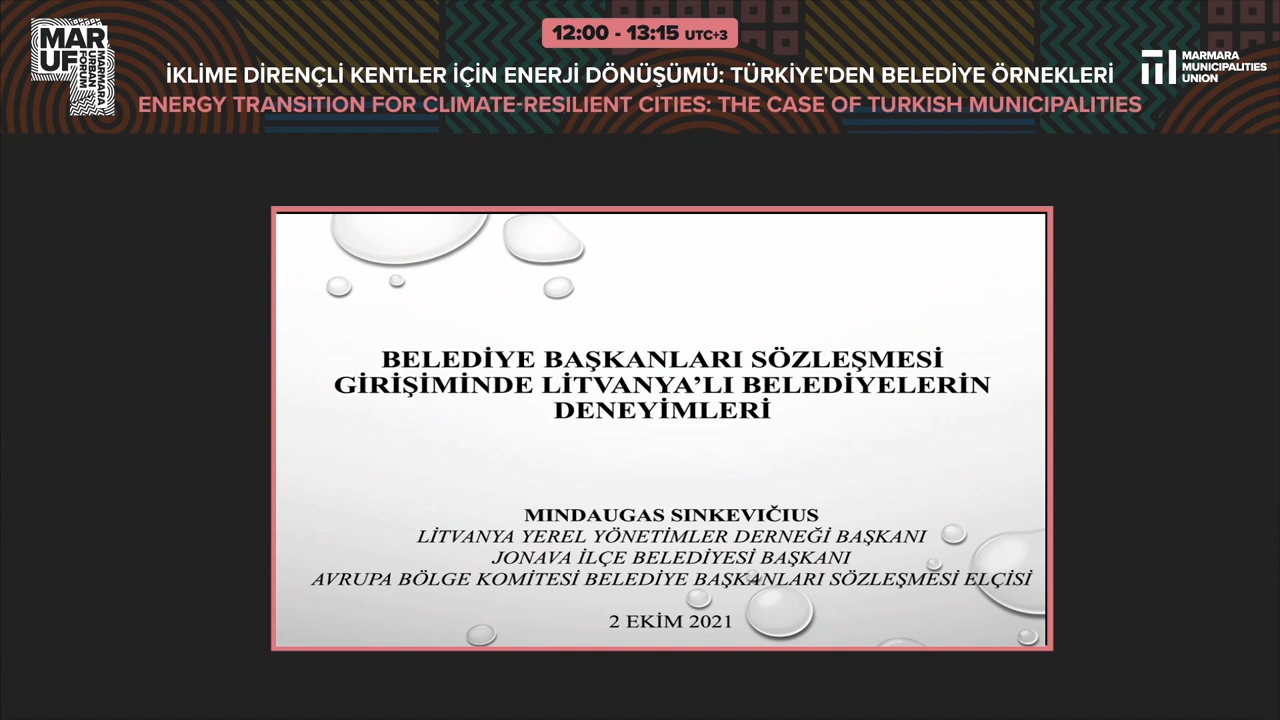 MAR
UF
MARMARA
URBAN
FORUM
12:00 - 13:15 UTC+3
İKLİME DİRENÇLİ KENTLER İÇİN ENERJİ DÖNÜŞÜMÜ: TÜRKİYE'DEN BELEDİYE ÖRNEKLERİ
ENERGY TRANSITION FOR CLIMATE-RESILIENT CITIES: THE CASE OF TURKISH MUNICIPALITIES
MARMARA
MUNICIPALITIES
UNION
BELEDİYE BAŞKANLARI SÖZLEŞMESİ
GİRİŞİMİNDE LİTVANYA’LI BELEDİYELERİN
DENEYİMLERİ
MINDAUGAS SINKEVIČIUS
LİTVANYA YEREL YÖNETİMLER DERNEĞİ BAŞKANI
JONAVA İLÇE BELEDİYESİ BAŞKANI
AVRUPA BÖLGE KOMİTESİ BELEDİYE BAŞKANLARI SÖZLEŞMESİ ELÇİSİ
2 EKİM 2021